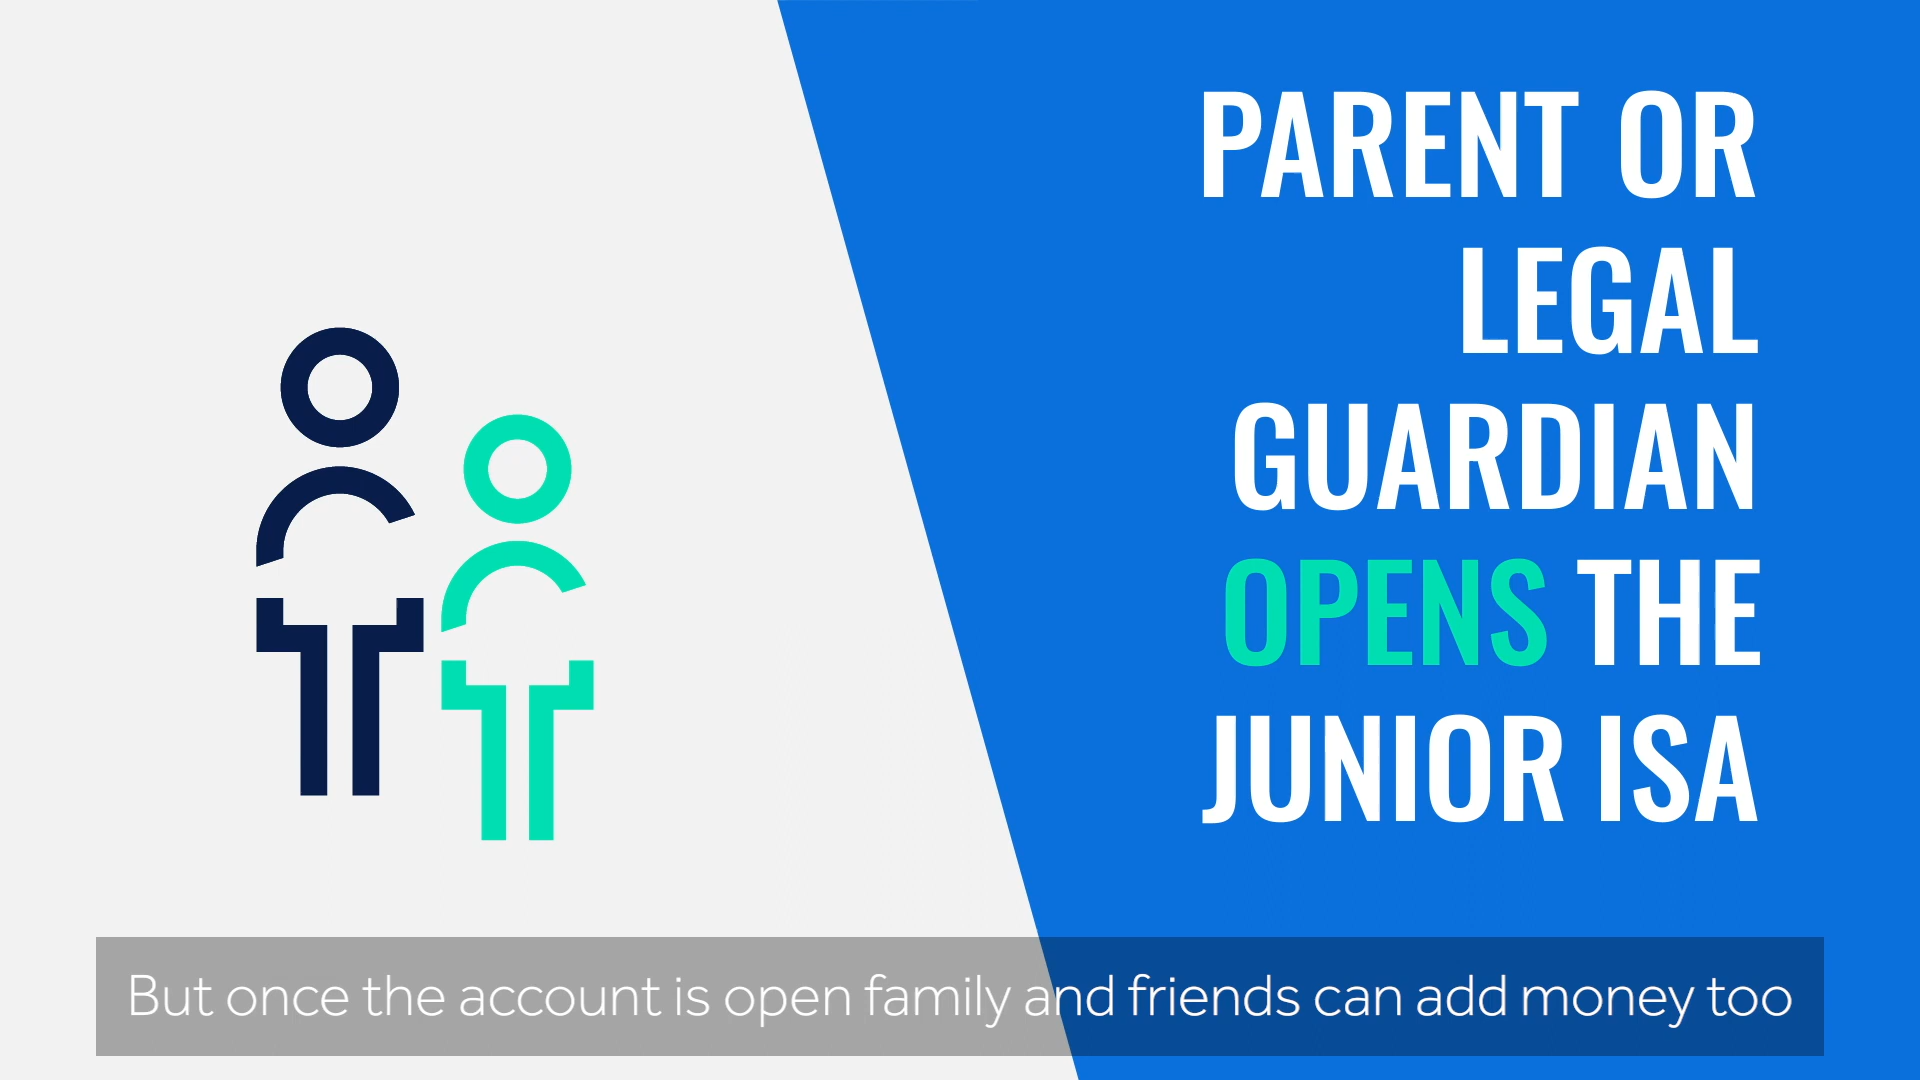 PARENT OR
LEGAL
GUARDIAN
OPENS THE
JUNIOR ISA
But once the account is open family and friends can add money too